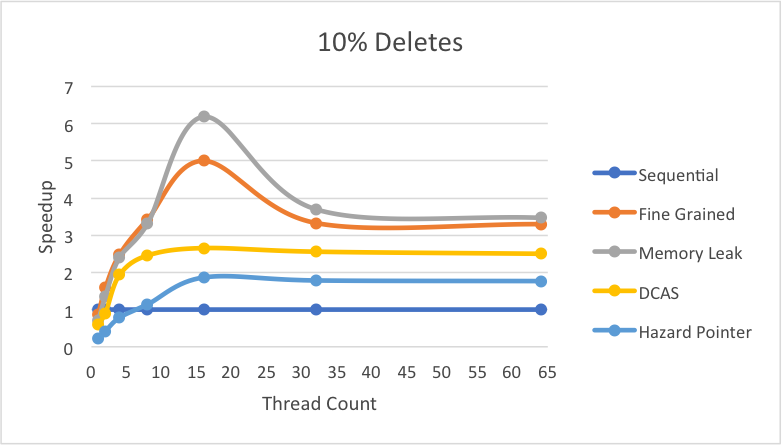 10% Deletes
7
6
5
4
3
2
1
0
Speedup
0 5 10 15 20 25 30 35 40 45 50 55 60 65
Thread Count
Sequential
Fine Grained
Memory Leak
DCAS
Hazard Pointer